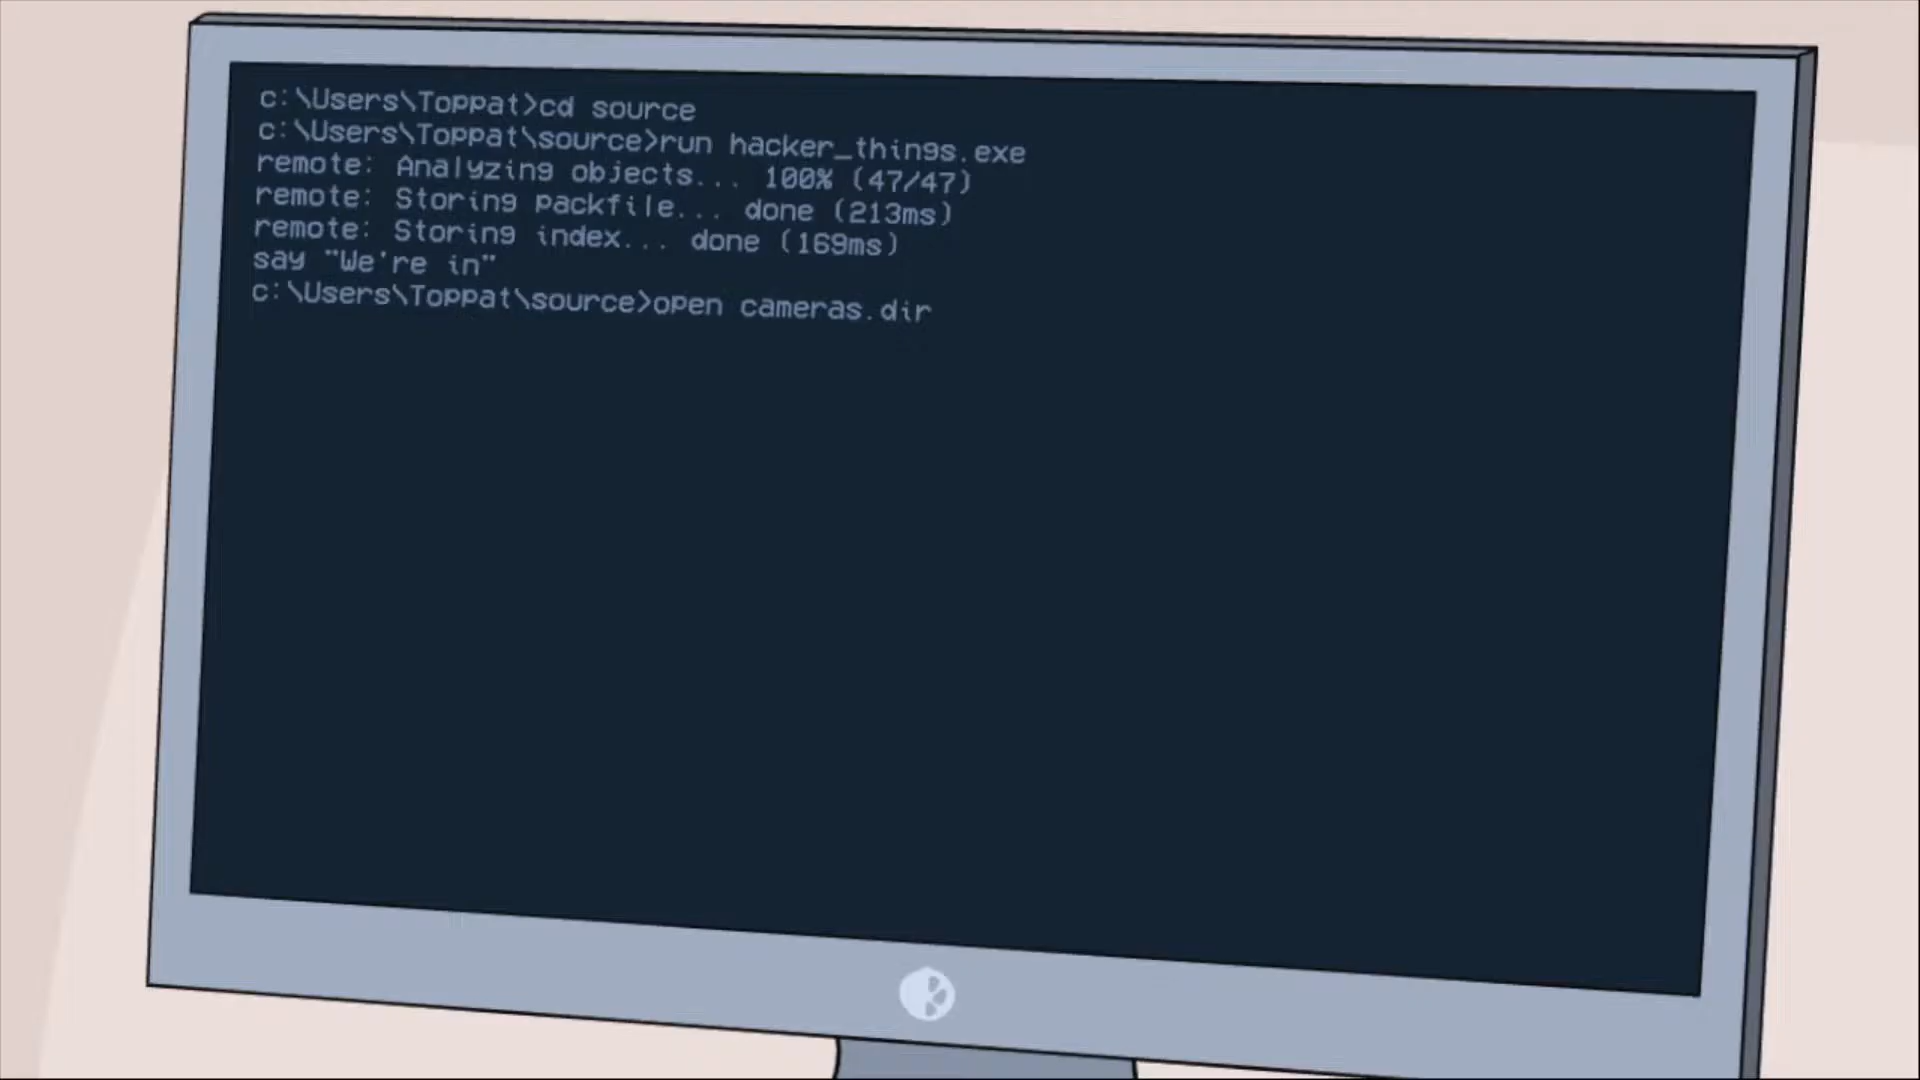 c:\Users\Toppat>cd source
c:\Users\Toppat\source>run hacker_things.exe
remote: Analyzing objects... 100% (47/47)
remote: Storing packfile... done (213ms)
remote: Storing index... done (169ms)
say "We're in"
c:\Users\Toppat\source>open cameras.dir